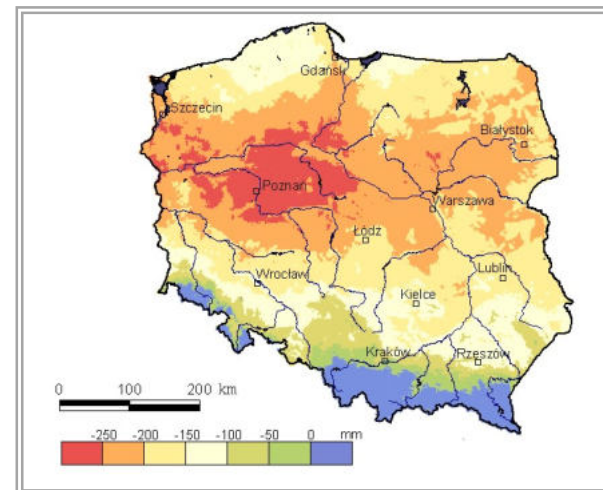 Gdańsk
Szczecin
Białystok
Poznań
Warszawa
Łódź
Wrocław
Lublin
Kielce
Kraków
Rzeszów
0 100 200 km
-250 -200 -150 -100 -50 0 mm